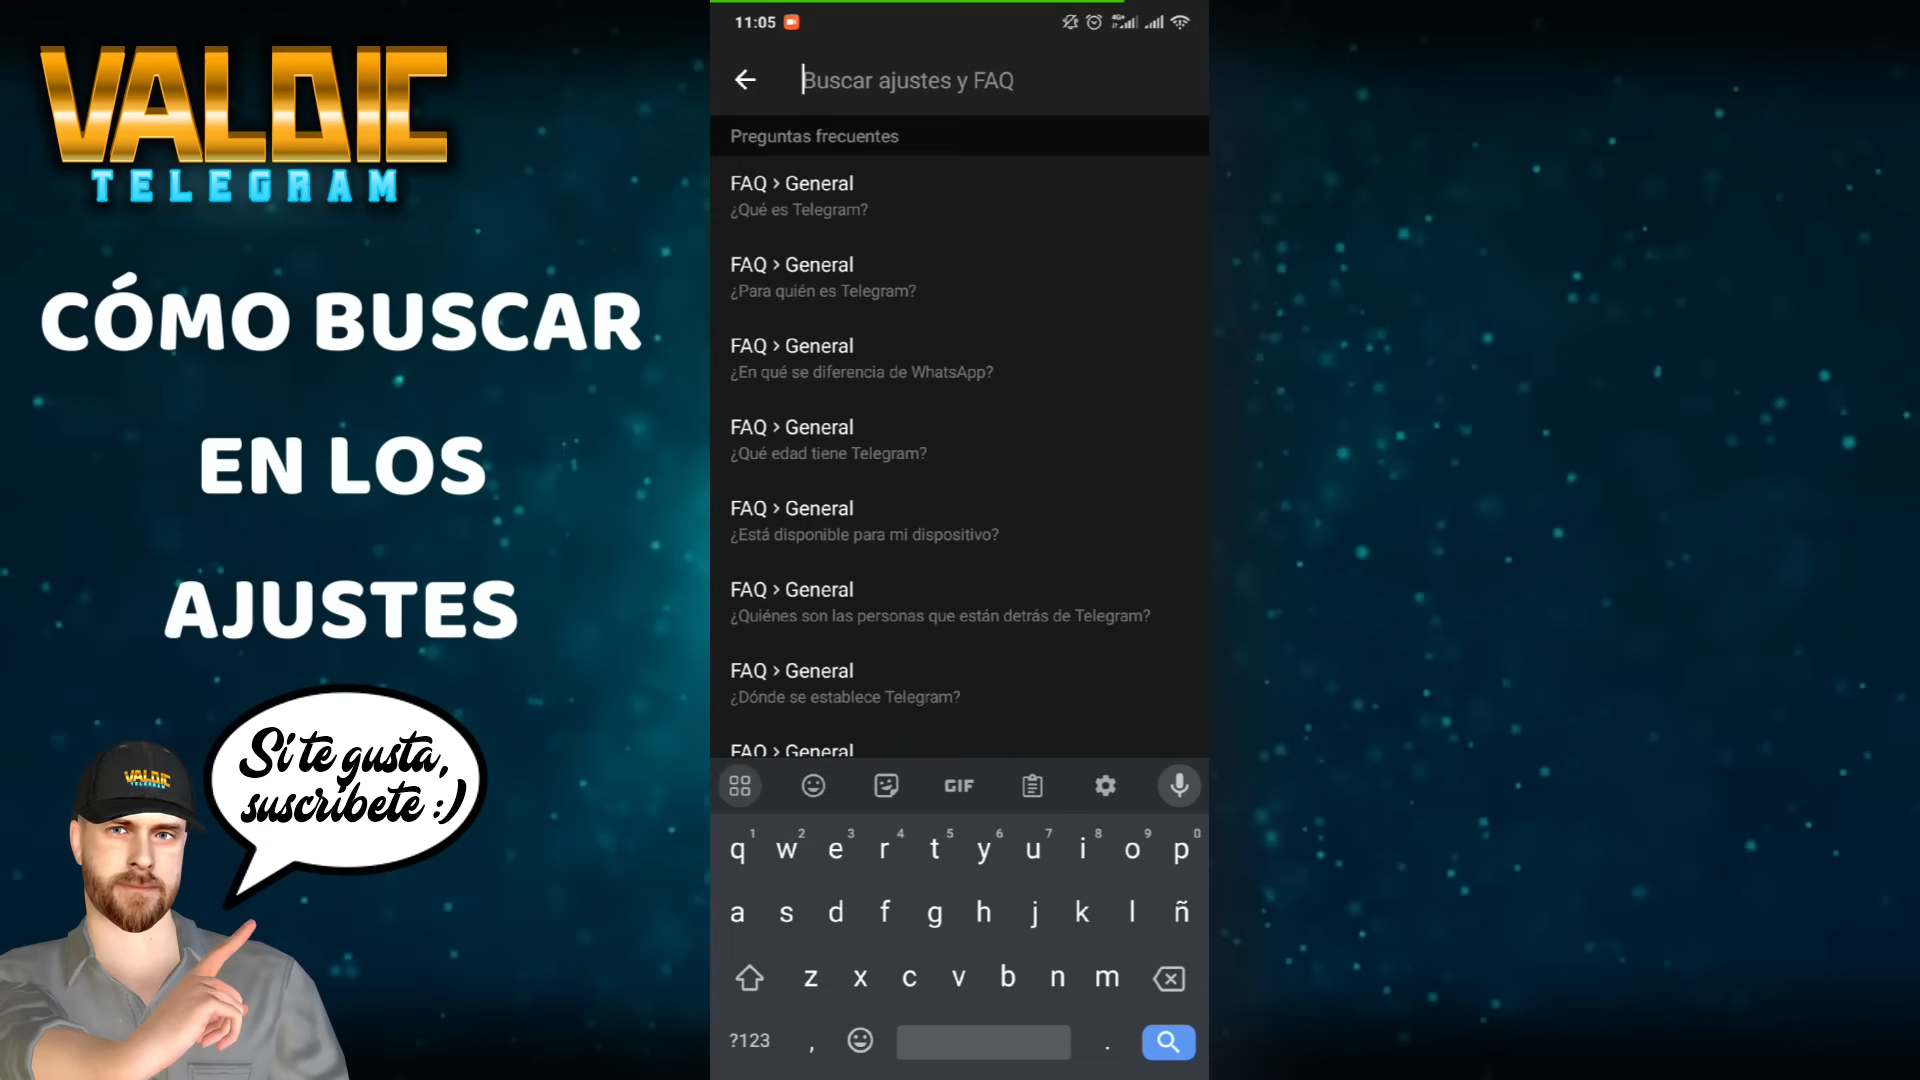 VALDIC
TELEGRAM
CÓMO BUSCAR
EN LOS
AJUSTES
Si te gusta,
suscríbete :)
VALDIC
TELEGRAM
11:05
4G+
Buscar ajustes y FAQ
Preguntas frecuentes
FAQ > General
¿Qué es Telegram?
FAQ > General
¿Para quién es Telegram?
FAQ > General
¿En qué se diferencia de WhatsApp?
FAQ > General
¿Qué edad tiene Telegram?
FAQ > General
¿Está disponible para mi dispositivo?
FAQ > General
¿Quiénes son las personas que están detrás de Telegram?
FAQ > General
¿Dónde se establece Telegram?
FAQ > General
GIF
1 2 3 4 5 6 7 8 9 0
q w e r t y u i o p
a s d f g h j k l ñ
z x c v b n m
?123 , .